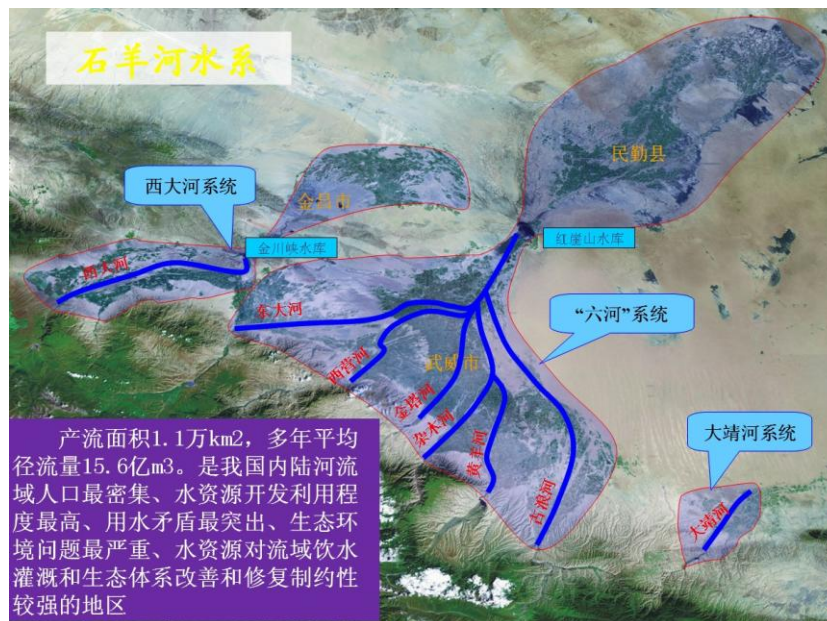 石羊河水系
民勤县
西大河系统
金昌市
金川峡水库
红崖山水库
西大河
东大河
“六河”系统
西营河
武威市
金塔河
杂木河
黄羊河
古浪河
大靖河系统
大靖河
产流面积1.1万km2，多年平均
径流量15.6亿m3。是我国内陆河流
域人口最密集、水资源开发利用程
度最高、用水矛盾最突出、生态环
境问题最严重、水资源对流域饮水
灌溉和生态体系改善和修复制约性
较强的地区